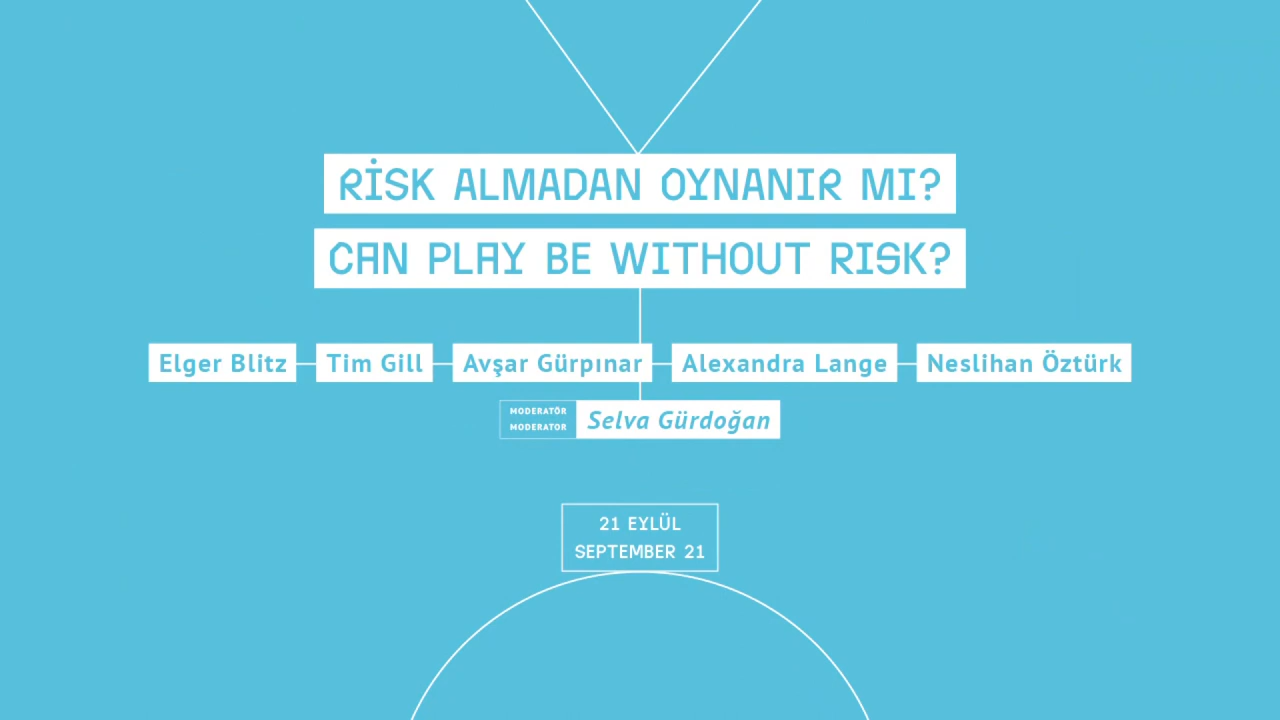 RİSK ALMADAN OYNANIR MI?
CAN PLAY BE WITHOUT RISK?
Elger Blitz Tim Gill Avşar Gürpınar Alexandra Lange Neslihan Öztürk
MODERATÖR
MODERATOR
Selva Gürdoğan
21 EYLÜL
SEPTEMBER 21